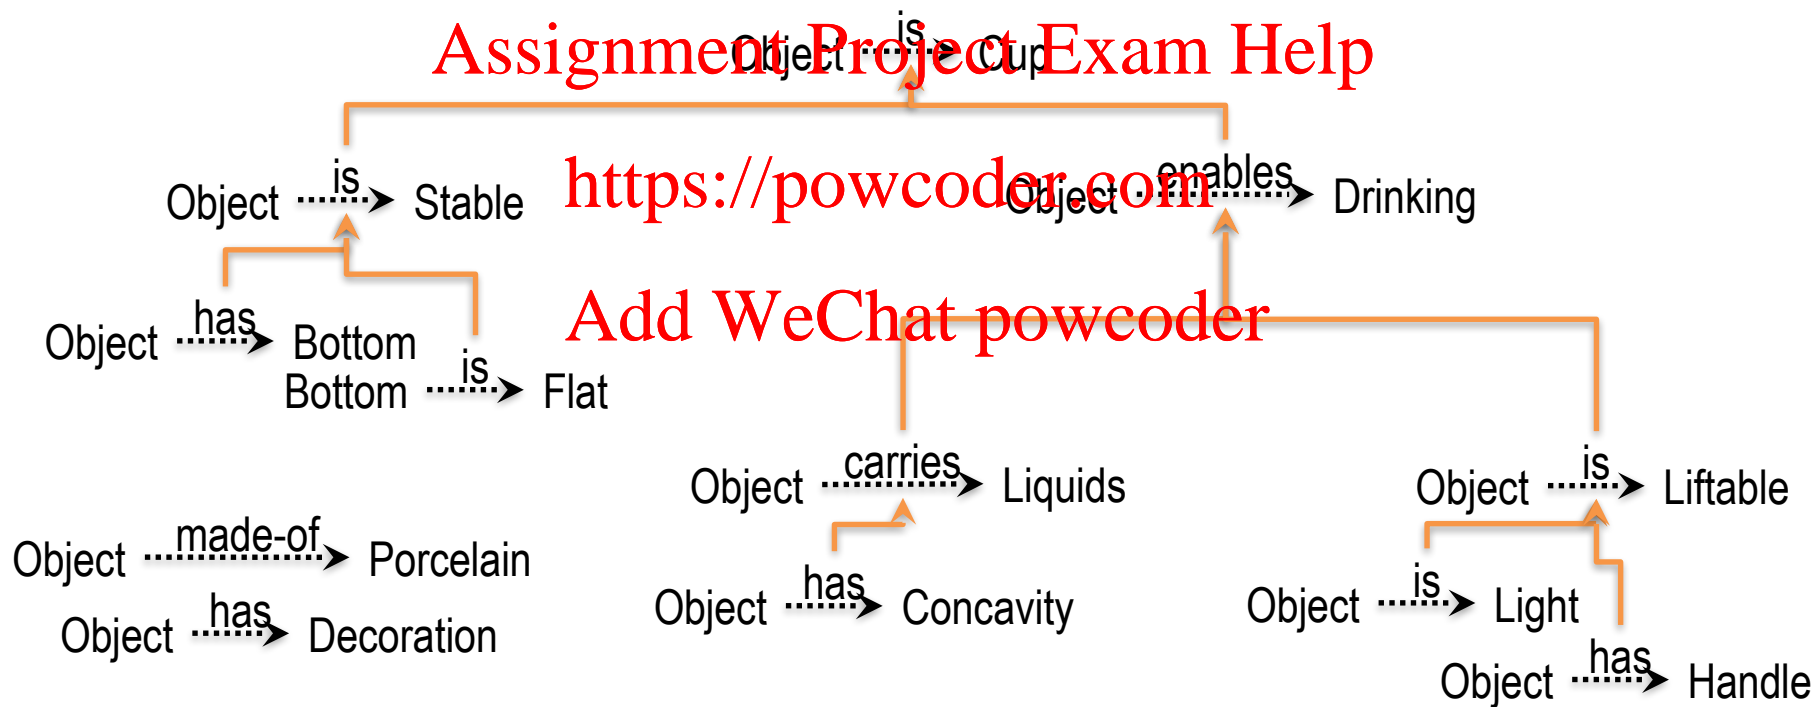 Assignment Project Exam Help
Object is Cup
https://powcoder.com
Object is Stable
Object enables Drinking
Add WeChat powcoder
Object has Bottom
Bottom is Flat
Object carries Liquids
Object is Liftable
Object made-of Porcelain
Object has Concavity
Object is Light
Object has Decoration
Object has Handle